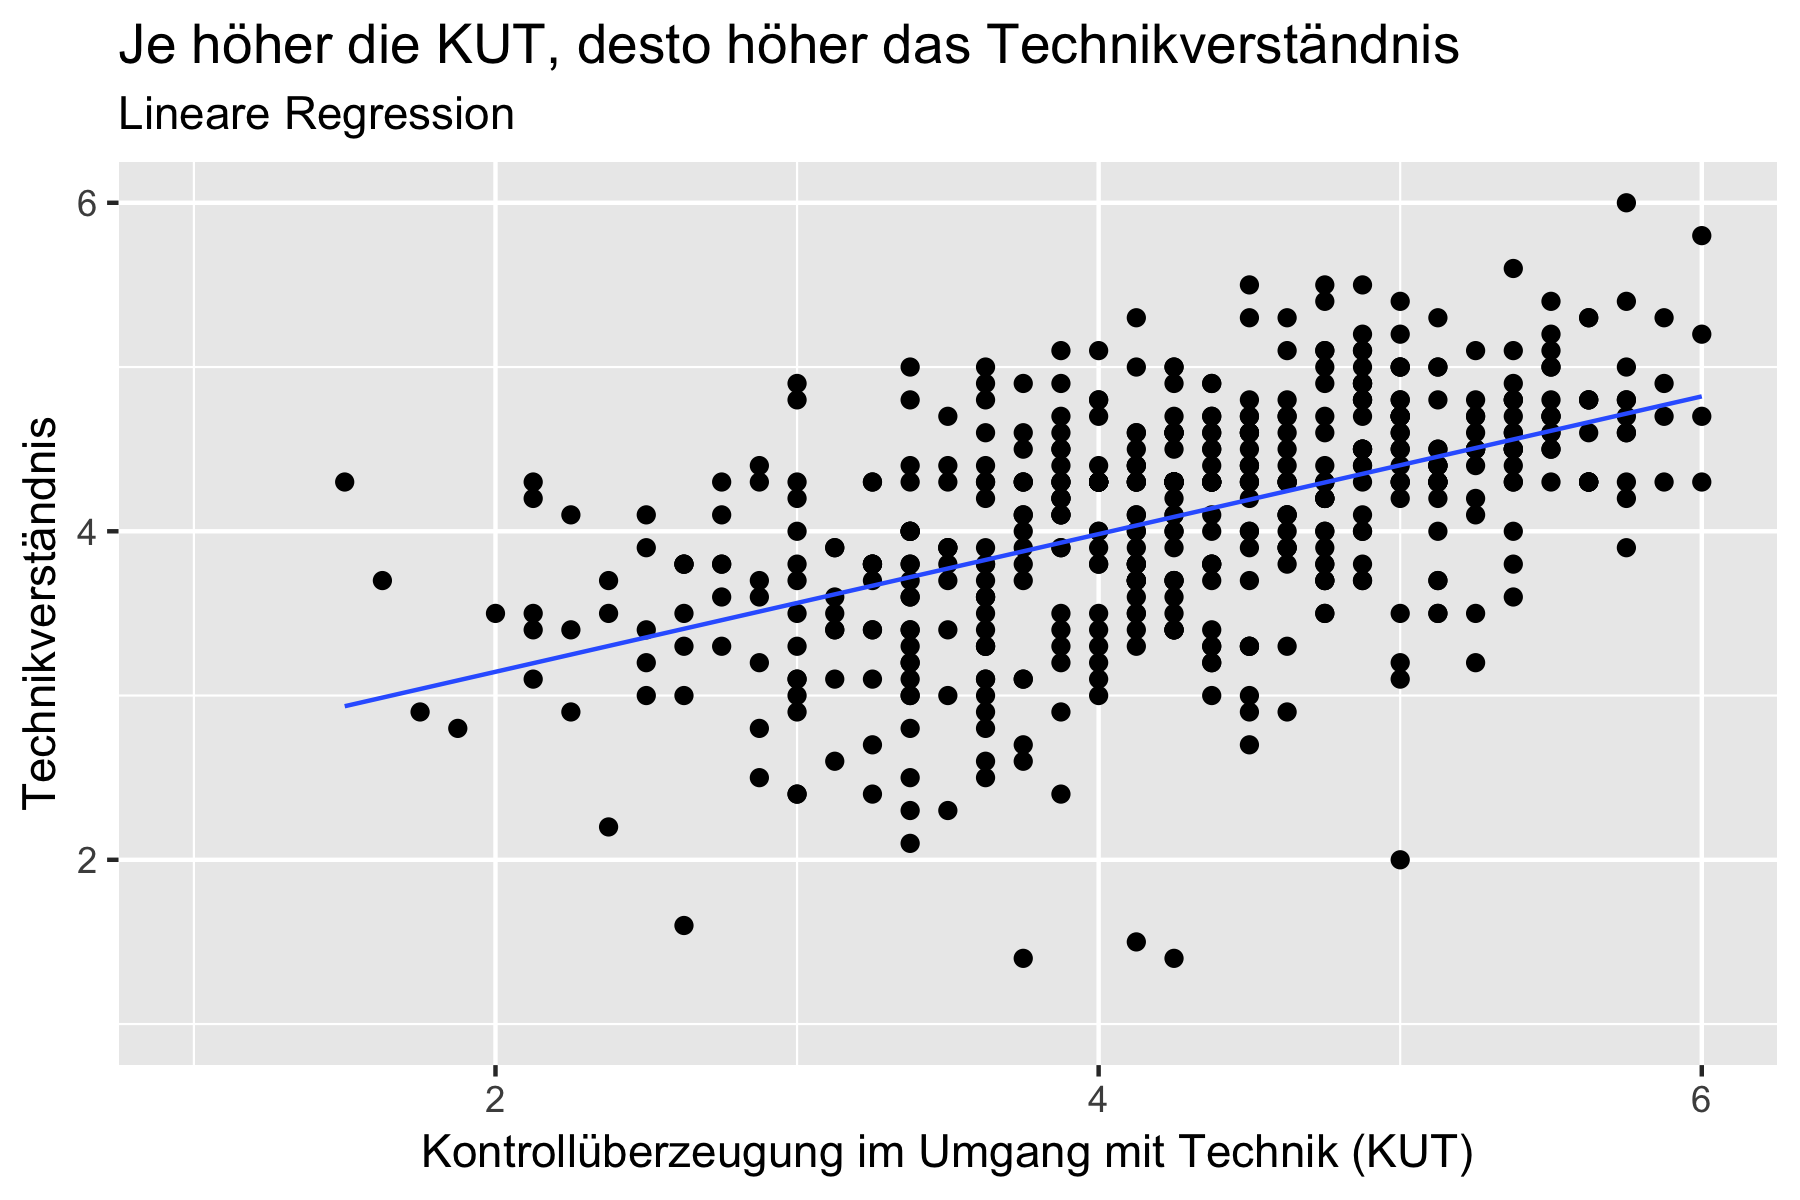 Je höher die KUT, desto höher das Technikverständnis
Lineare Regression
Technikverständnis
6
4
2
2
4
6
Kontrollüberzeugung im Umgang mit Technik (KUT)